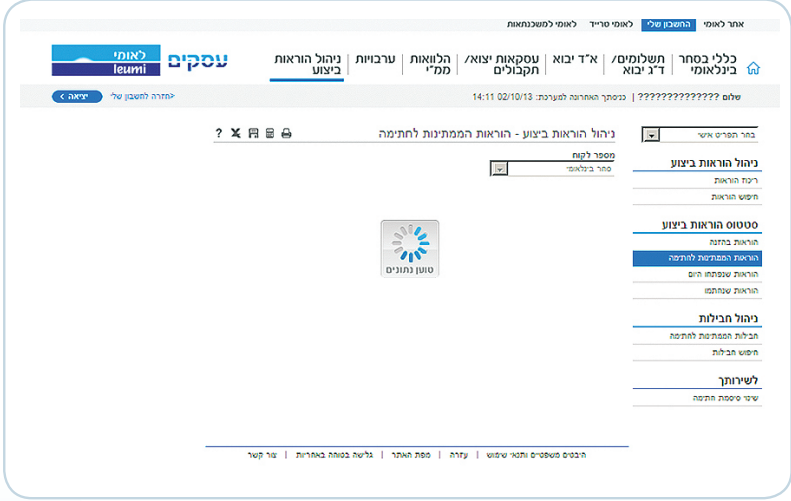 אתר לאומי החשבון שלי לאומי טרייד לאומי למשכנתאות
כללי בסחר בינלאומי
תשלומים/ ד"ג יבוא
א"ד יבוא
עסקאות יצוא/ תקבולים
הלוואות ממ"י
ערבויות
ניהול הוראות ביצוע
עסקים
לאומי
leumi
שלום ?????????????? | כניסתך האחרונה למערכת: 02/10/13 14:11
<חזרה לחשבון שלי
יציאה >
בחר תפריט אישי
ניהול הוראות ביצוע
ריכוז הוראות
חיפוש הוראות
סטטוס הוראות ביצוע
הוראות בהזנה
הוראות הממתינות לחתימה
הוראות שנפתחו היום
הוראות שנחתמו
ניהול חבילות
חבילות הממתינות לחתימה
חיפוש חבילות
לשירותך
שינוי סיסמת חתימה
ניהול הוראות ביצוע - הוראות הממתינות לחתימה
?
מספר לקוח
סחר בינלאומי
טוען נתונים
היבטים משפטיים ותנאי שימוש | עזרה | מפת האתר | גלישה בטוחה באחריות | צור קשר